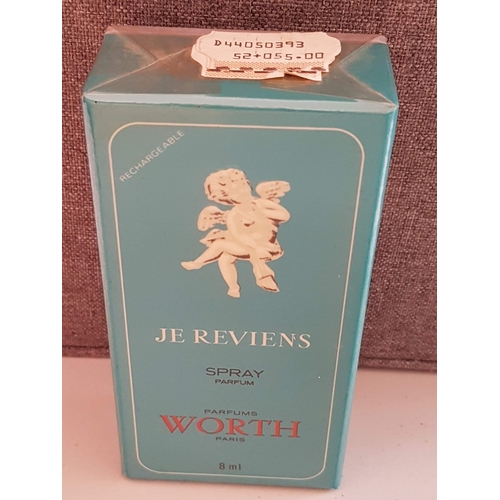 D44050393
52+055.00
RECHARGEABLE
JE REVIENS
SPRAY
PARFUM
PARFUMS
WORTH
PARIS
8 ml